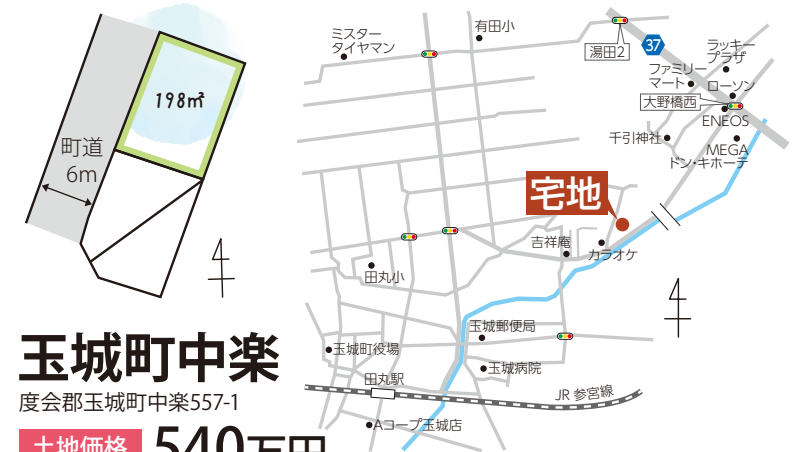 198㎡
町道
6m
玉城町中楽
度会郡玉城町中楽557-1
土地価格 540万円
ミスター
タイヤマン
有田小
湯田2
37
ラッキー
プラザ
ファミリー
マート
ローソン
大野橋西
ENEOS
千引神社
MEGA
ドン・キホーテ
宅地
吉祥庵
カラオケ
田丸小
玉城郵便局
玉城町役場
玉城病院
田丸駅
JR 参宮線
Aコープ玉城店